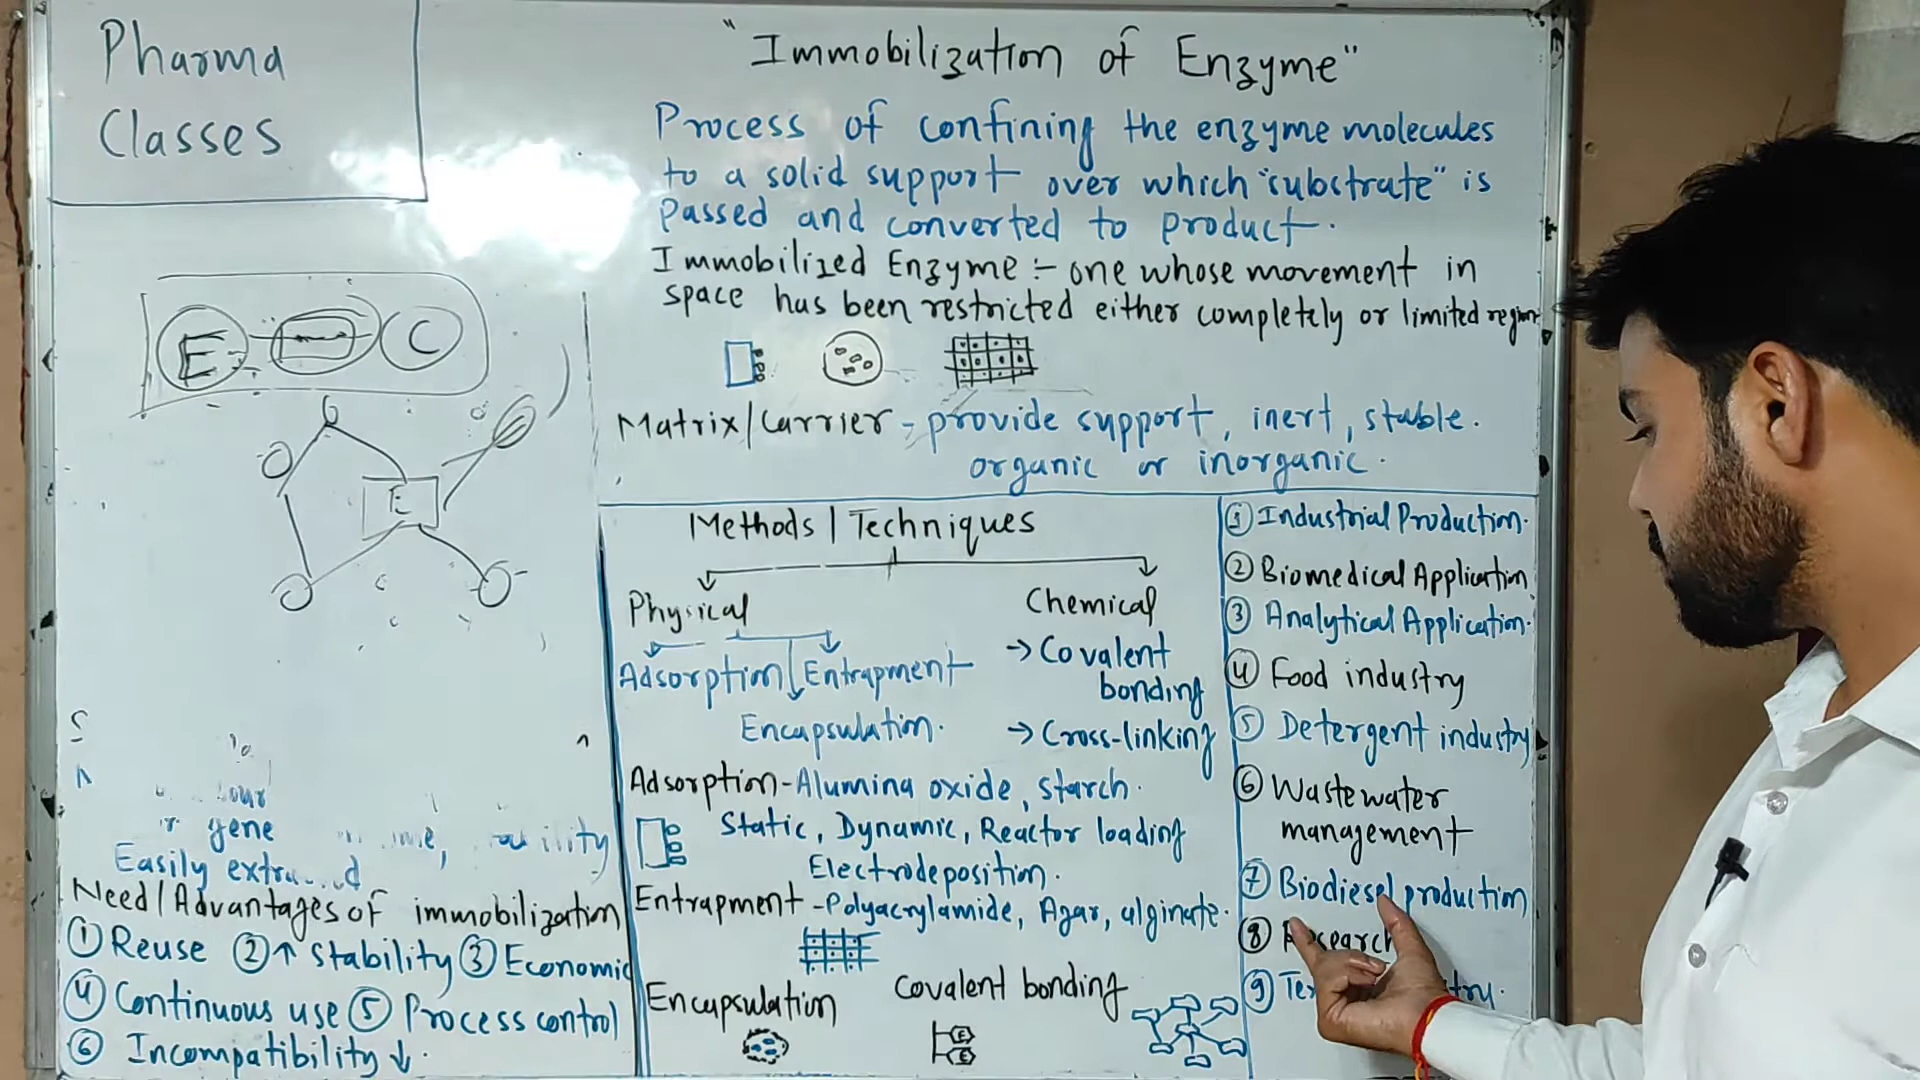 Pharma
Classes
"Immobilization of Enzyme"
Process of confining the enzyme molecules
to a solid support over which "substrate" is
passed and converted to product.
Immobilized Enzyme :- one whose movement in
space has been restricted either completely or limited region
E
C
Matrix/Carrier - provide support, inert, stable.
organic or inorganic.
E
Easily
gene
Need/Advantages of immobilization
① Reuse ② ↑ Stability ③ Economic
④ Continuous use ⑤ Process control
⑥ Incompatibility ↓.
Methods | Techniques
Physical
Chemical
Adsorption
Entrapment
Encapsulation.
→ Covalent
bonding
→ Cross-linking
Adsorption - Alumina oxide, starch.
Static, Dynamic, Reactor loading
Electrodeposition.
Entrapment - Polyacrylamide, Agar, alginate.
Encapsulation
Covalent bonding
E
E
① Industrial Production.
② Biomedical Application
③ Analytical Application.
④ Food industry
⑤ Detergent industry
⑥ Wastewater
management
⑦ Biodiesel production
⑧ Research
⑨